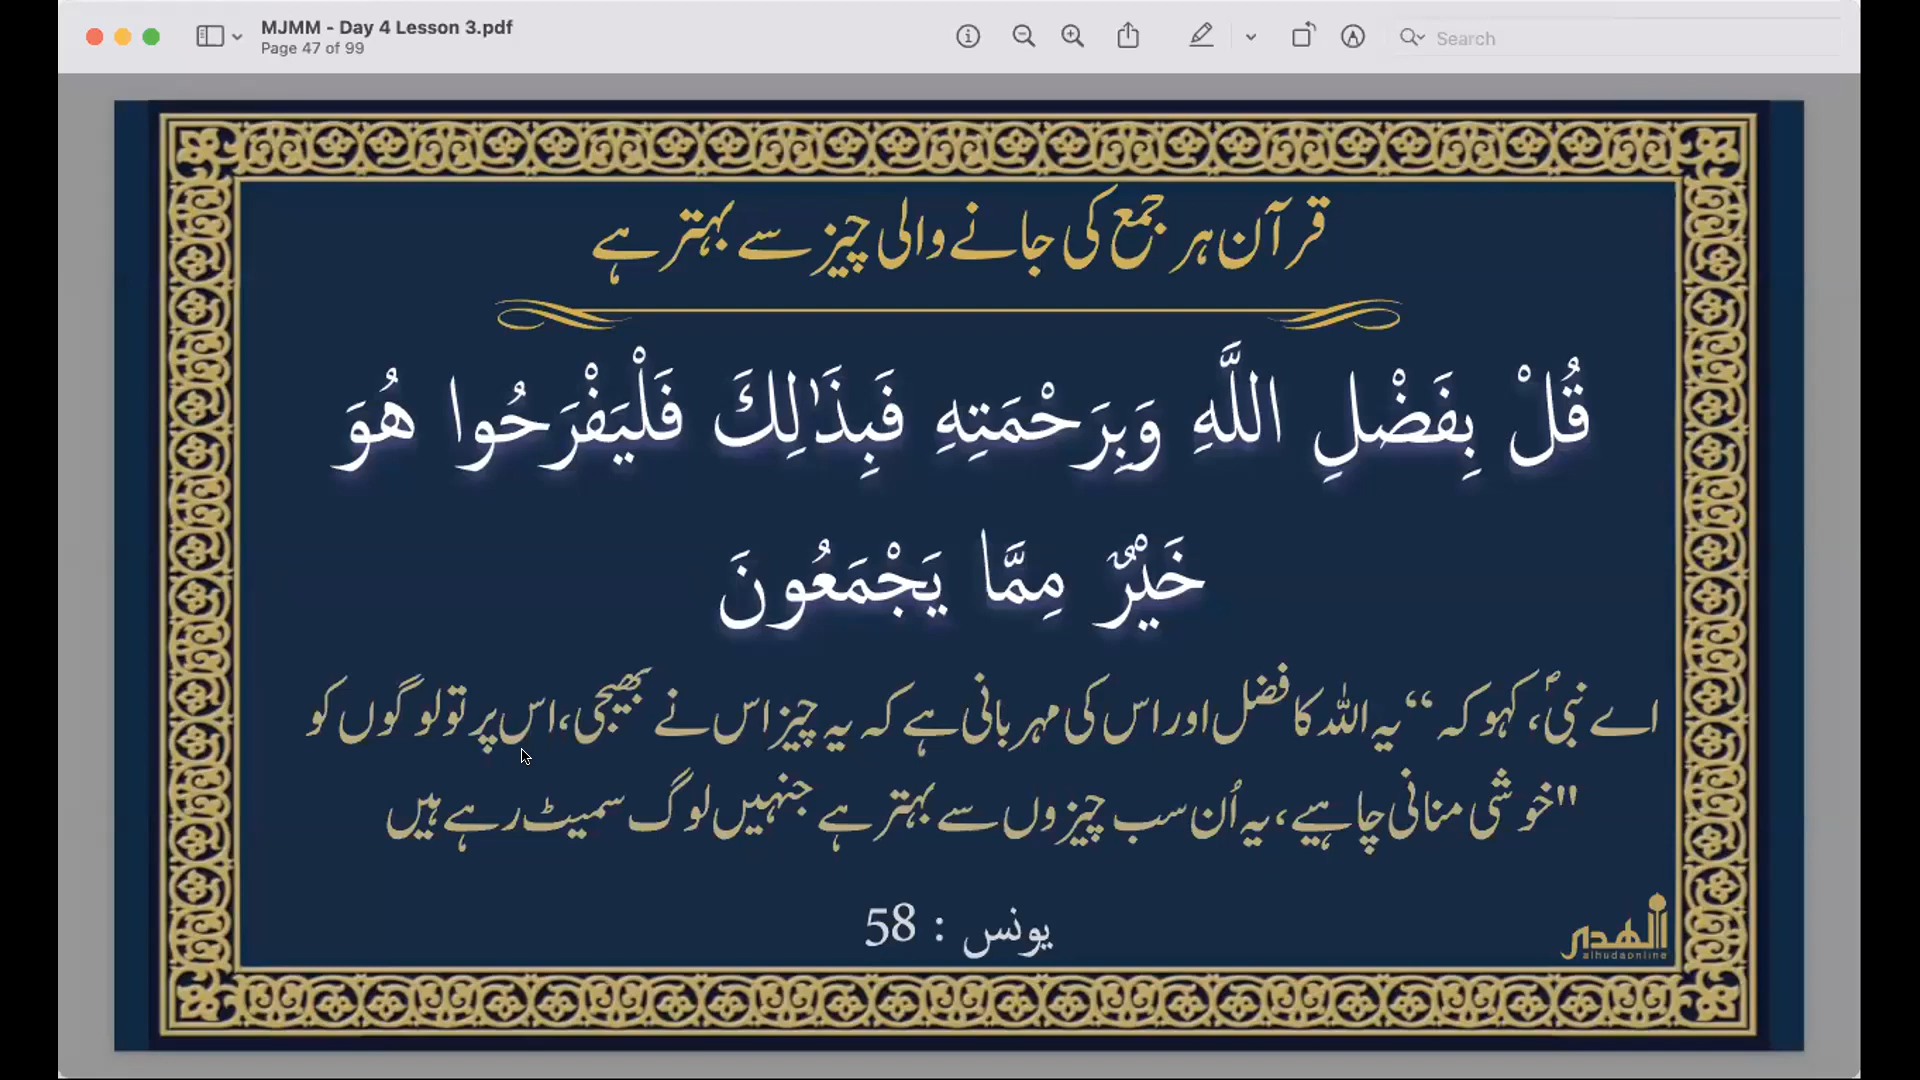 MJMM - Day 4 Lesson 3.pdf
Page 47 of 99
Search
قرآن ہر جمع کی جانے والی چیز سے بہتر ہے
قُلْ بِفَضْلِ اللَّهِ وَبِرَحْمَتِهِ فَبِذَٰلِكَ فَلْيَفْرَحُوا هُوَ
خَيْرٌ مِمَّا يَجْمَعُونَ
اے نبیؐ، کہو کہ “یہ اللہ کا فضل اور اس کی مہربانی ہے کہ یہ چیز اس نے بھیجی، اس پر تو لوگوں کو
"خوشی منانی چاہیے، یہ اُن سب چیزوں سے بہتر ہے جنہیں لوگ سمیٹ رہے ہیں
یونس : 58
الهدى
alhudaonline